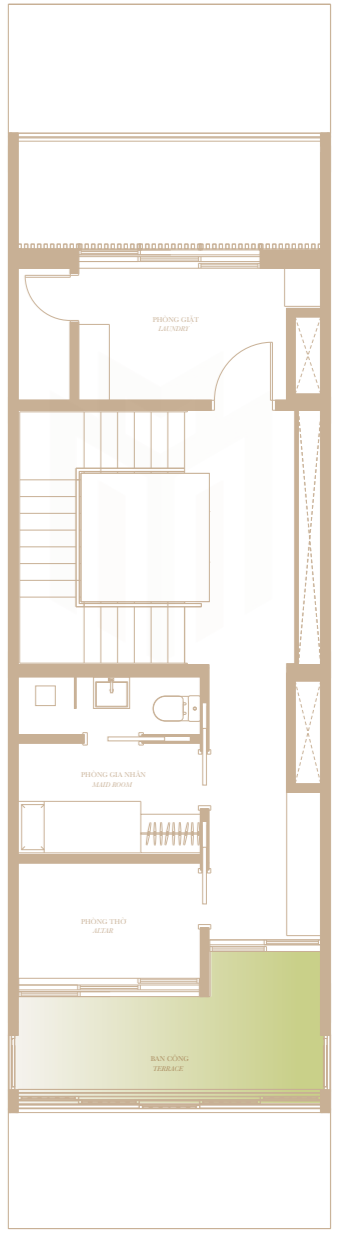 PHÒNG GIẶT
LAUNDRY
PHÒNG GIA NHÂN
MAID ROOM
PHÒNG THỜ
ALTAR
BAN CÔNG
TERRACE